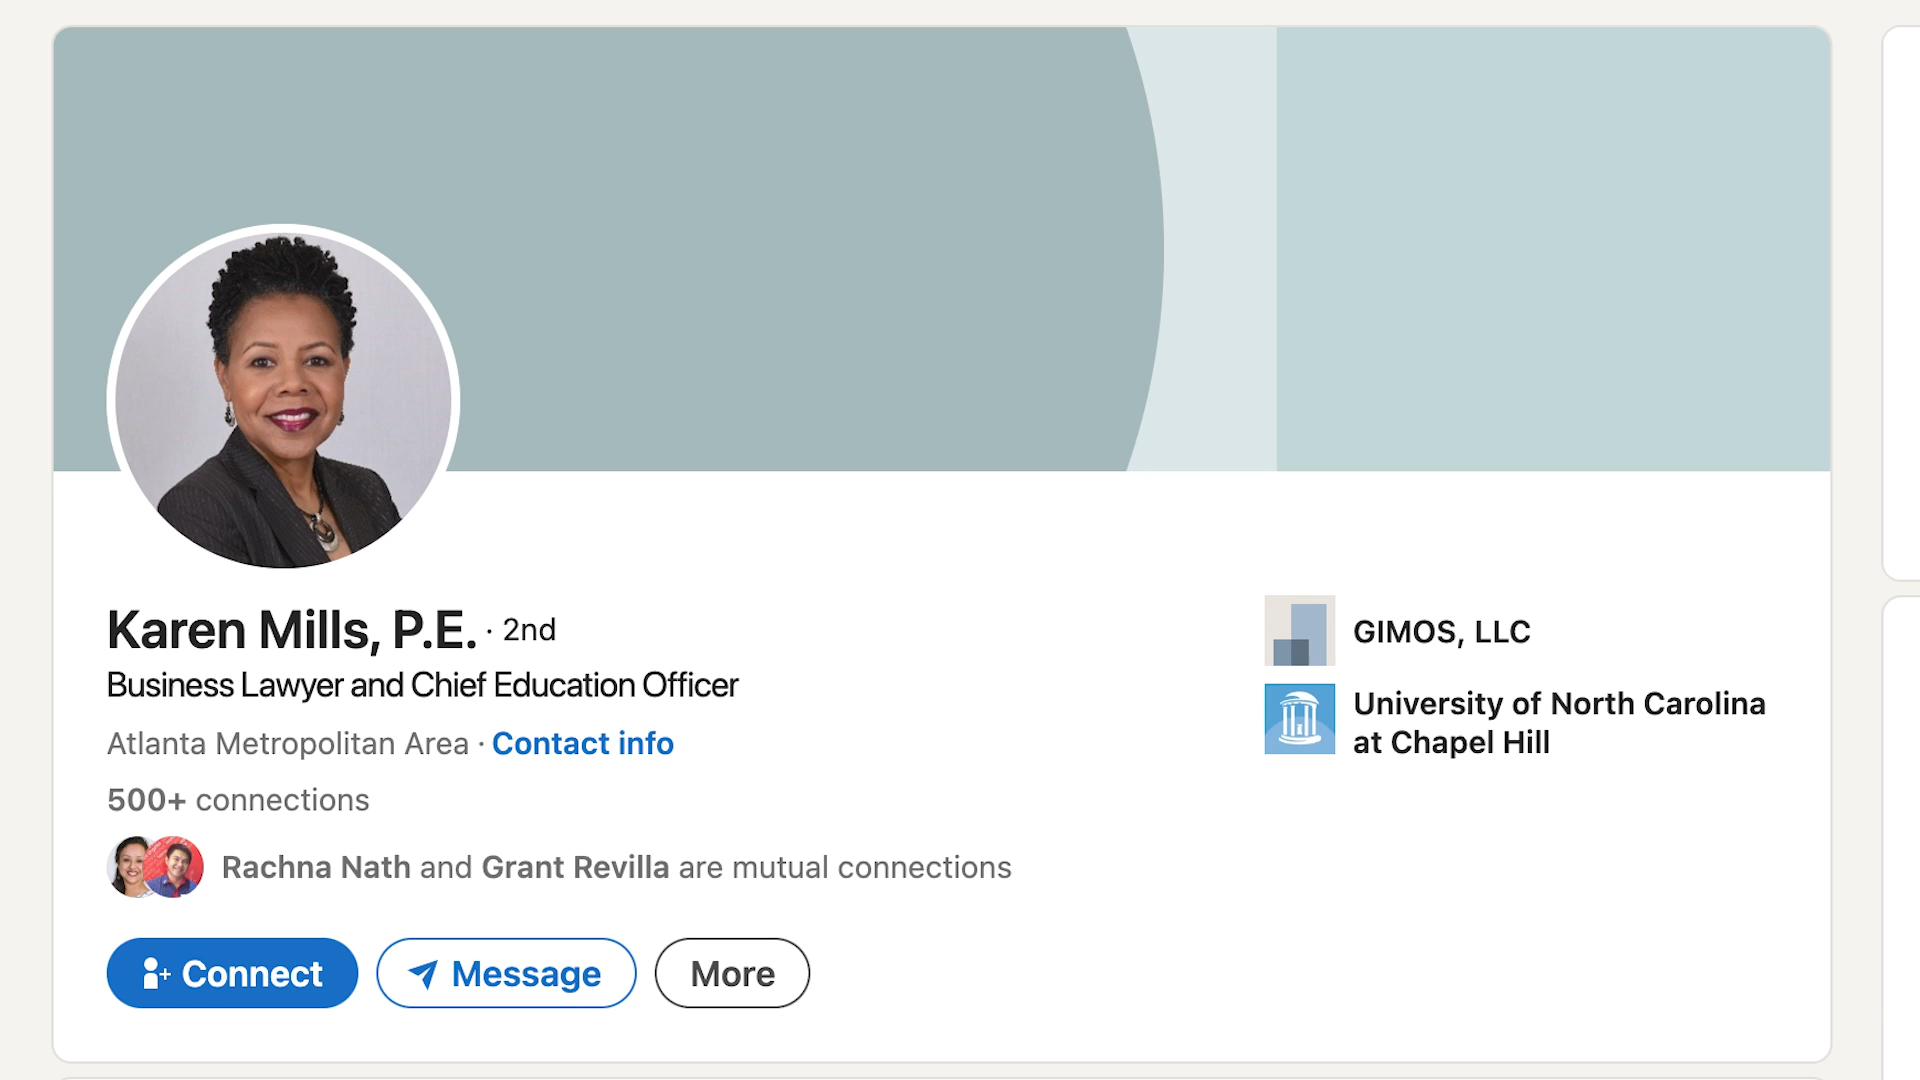 Karen Mills, P.E. · 2nd
Business Lawyer and Chief Education Officer
Atlanta Metropolitan Area · Contact info
500+ connections
Rachna Nath and Grant Revilla are mutual connections
Connect
Message
More
GIMOS, LLC
University of North Carolina
at Chapel Hill